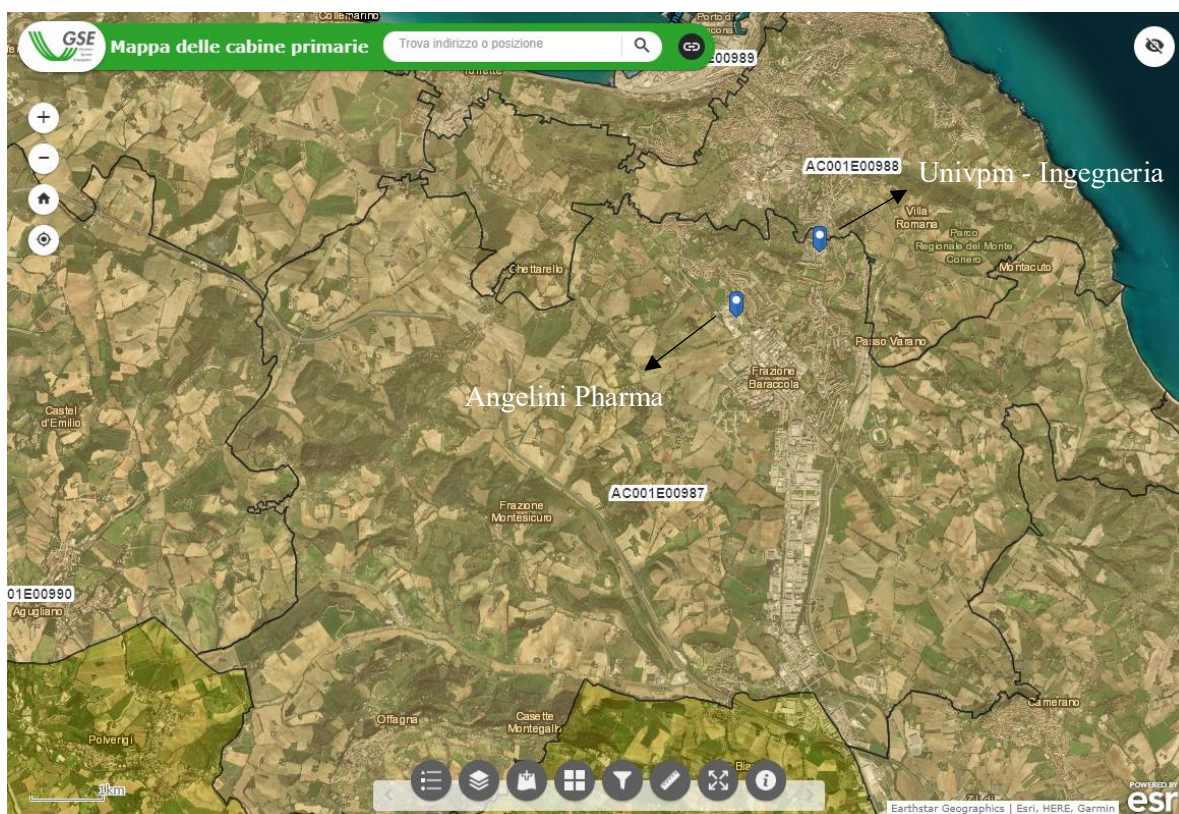 Collemarino
Porto di
Ancona
GSE
Mappa delle cabine primarie
Trova indirizzo o posizione
E00989
Torrette
AC001E00988
Univpm - Ingegneria
Villa
Romana
Parco
Regionale del Monte
Conero
Montacuto
Ghettarello
Passo Varano
Frazione
Baraccola
Angelini Pharma
Castel
d'Emilio
AC001E00987
Frazione
Montesicuro
01E00990
Agugliano
Camerano
Offagna
Casette
Polverigi
1km
POWERED BY
esri
Earthstar Geographics | Esri, HERE, Garmin